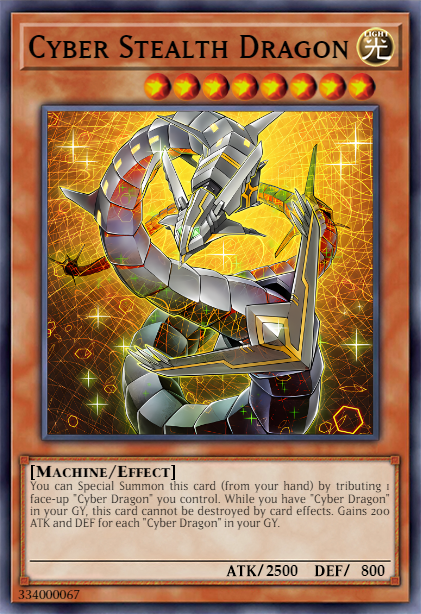 Cyber Stealth Dragon
LIGHT
光
[Machine/Effect]
You can Special Summon this card (from your hand) by tributing 1
face-up "Cyber Dragon" you control. While you have "Cyber Dragon"
in your GY, this card cannot be destroyed by card effects. Gains 200
ATK and DEF for each "Cyber Dragon" in your GY.
ATK/2500 DEF/ 800
334000067